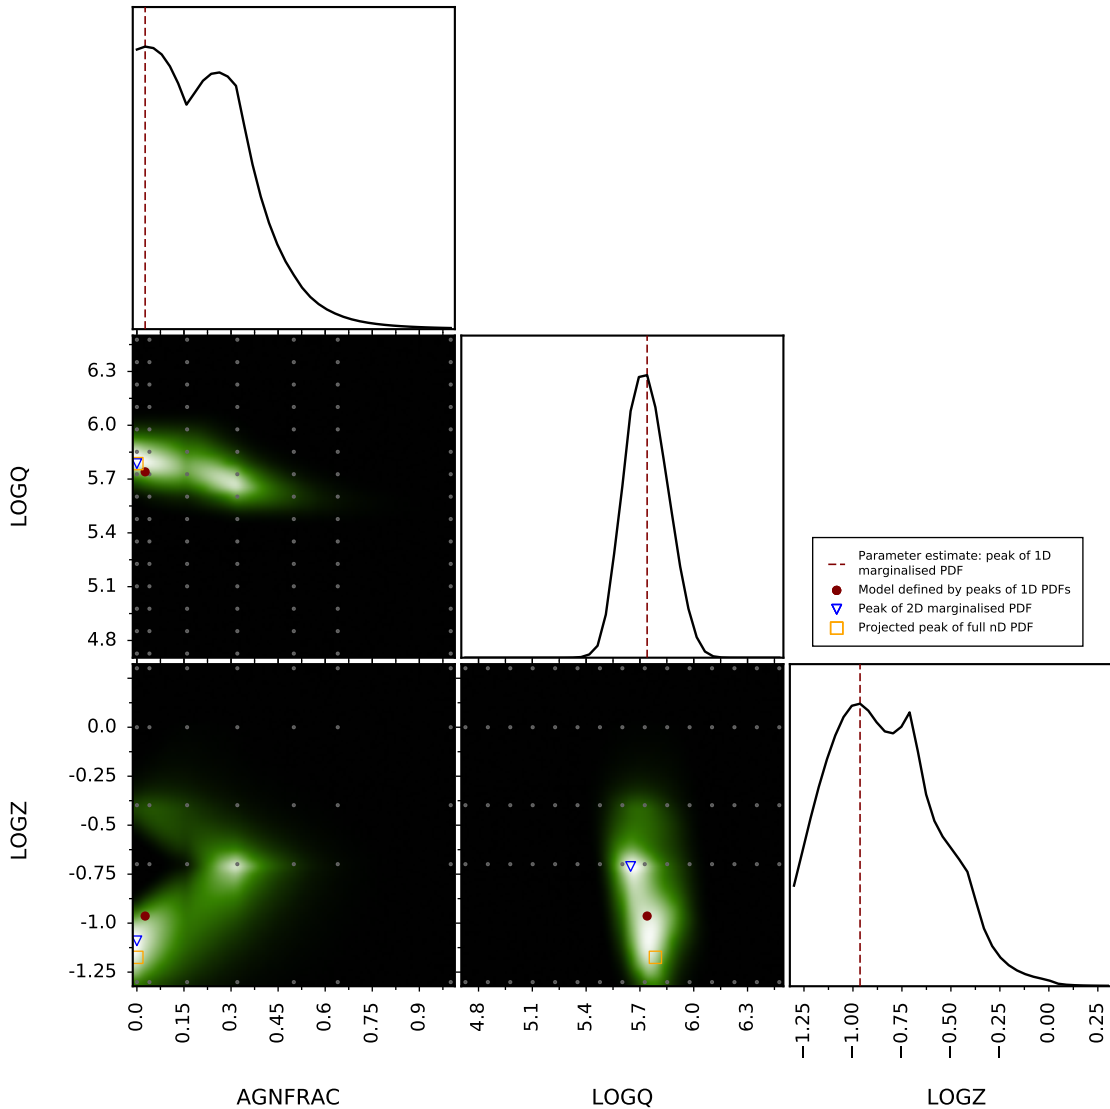 LOGQ
6.3
6.0
5.7
5.4
5.1
4.8
Parameter estimate: peak of 1D
marginalised PDF
Model defined by peaks of 1D PDFs
Peak of 2D marginalised PDF
Projected peak of full nD PDF
LOGZ
0.0
-0.25
-0.5
-0.75
-1.0
-1.25
0.0 0.15 0.3 0.45 0.6 0.75 0.9
4.8 5.1 5.4 5.7 6.0 6.3
−1.25 −1.00 −0.75 −0.50 −0.25 0.00 0.25
AGNFRAC LOGQ LOGZ